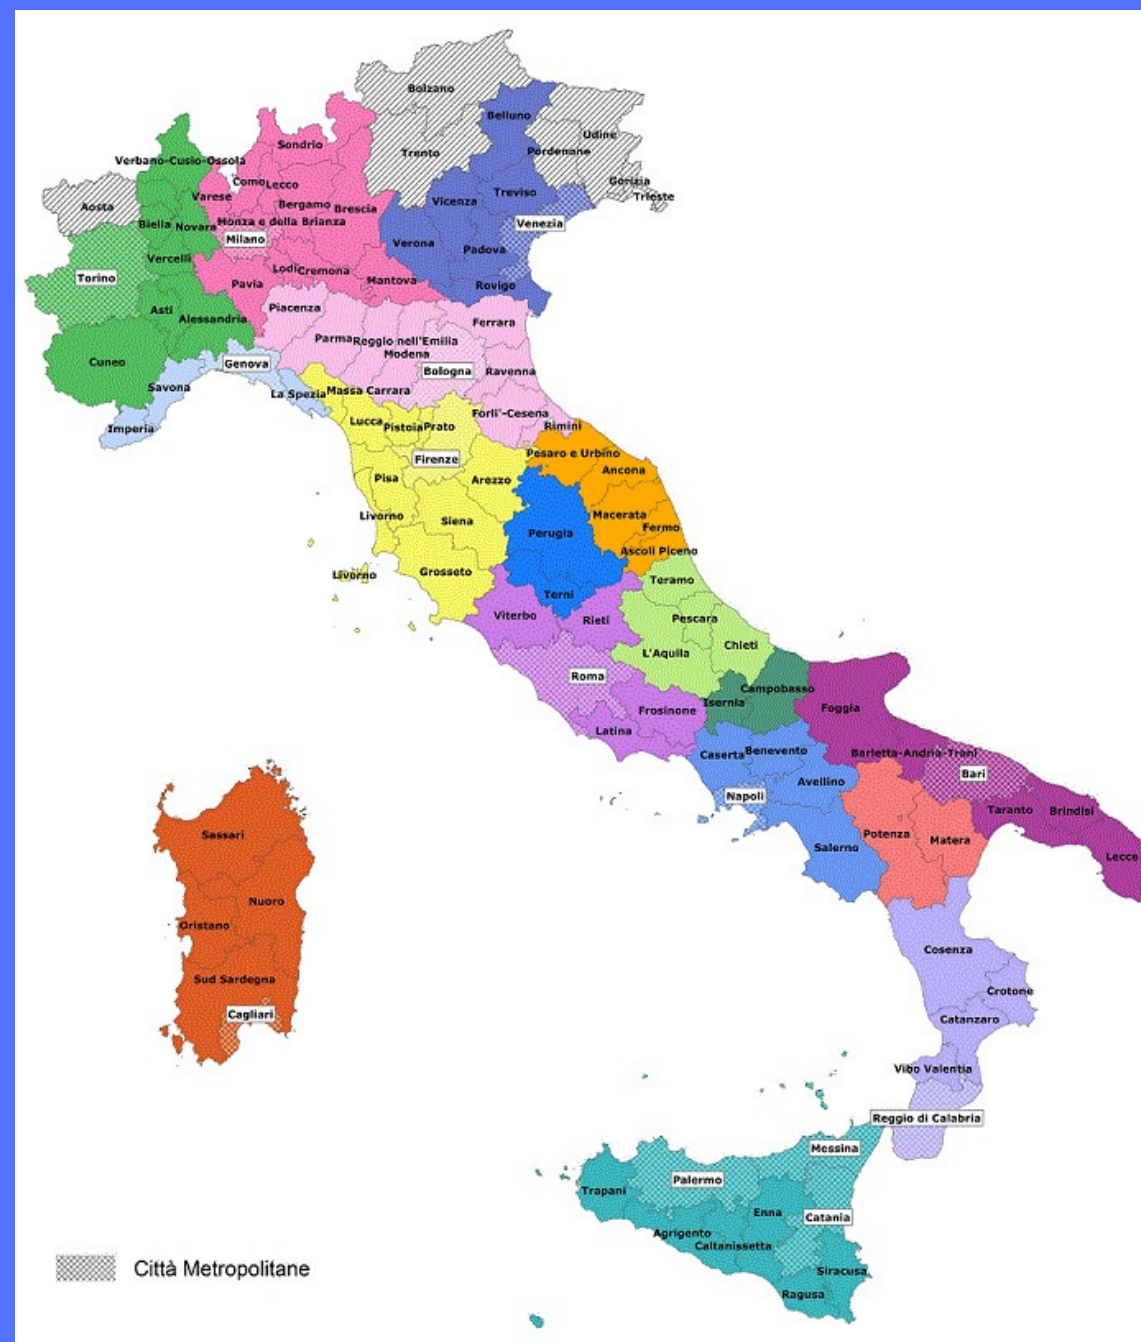 Bolzano
Belluno
Udine
Sondrio
Trento
Pordenone
Verbano-Cusio-Ossola
Gorizia
Como
Lecco
Trieste
Varese
Treviso
Aosta
Vicenza
Bergamo
Brescia
Biella
Novara
Monza e della Brianza
Venezia
Milano
Verona
Padova
Vercelli
Torino
Lodi
Cremona
Pavia
Mantova
Rovigo
Asti
Alessandria
Piacenza
Ferrara
Parma
Reggio nell'Emilia
Modena
Cuneo
Genova
Bologna
Ravenna
Savona
La Spezia
Massa Carrara
Imperia
Lucca
Pistoia
Prato
Forli'-Cesena
Rimini
Firenze
Pesaro e Urbino
Ancona
Pisa
Arezzo
Livorno
Siena
Macerata
Fermo
Perugia
Ascoli Piceno
Livorno
Grosseto
Teramo
Terni
Viterbo
Rieti
Pescara
L'Aquila
Chieti
Roma
Campobasso
Isernia
Frosinone
Foggia
Latina
Caserta
Benevento
Barletta-Andria-Trani
Bari
Avellino
Napoli
Taranto
Brindisi
Sassari
Potenza
Matera
Salerno
Lecce
Nuoro
Oristano
Cosenza
Sud Sardegna
Crotone
Cagliari
Catanzaro
Vibo Valentia
Reggio di Calabria
Messina
Palermo
Trapani
Enna
Catania
Agrigento
Caltanissetta
Siracusa
Ragusa
Città Metropolitane